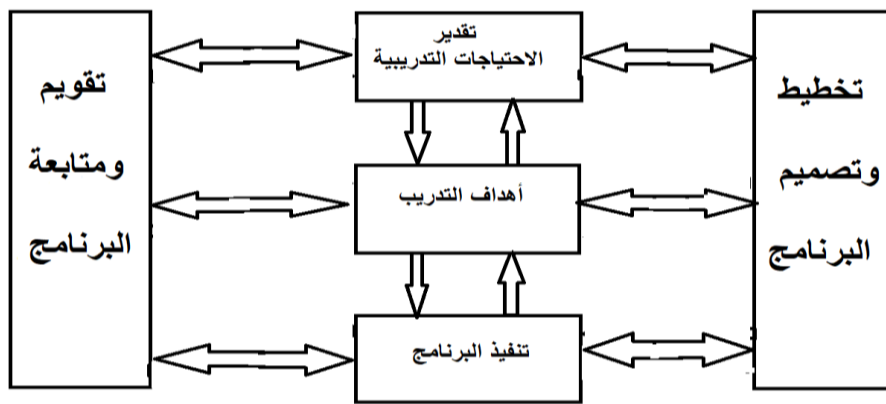 تخطيط
وتصميم
البرنامج
تقدير
الاحتياجات التدريبية
أهداف التدريب
تنفيذ البرنامج
تقويم
ومتابعة
البرنامج